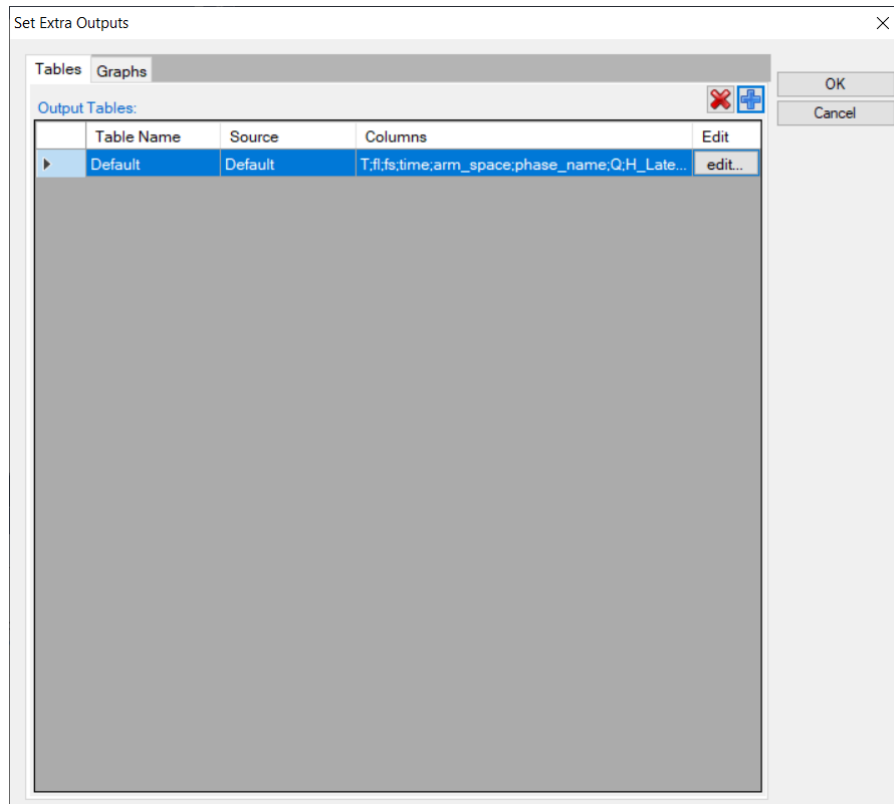 Set Extra Outputs
Tables Graphs
OK
Output Tables:
Cancel
Table Name Source Columns Edit
Default Default T;fl;fs;time;arm_space;phase_name;Q;H_Late... edit...